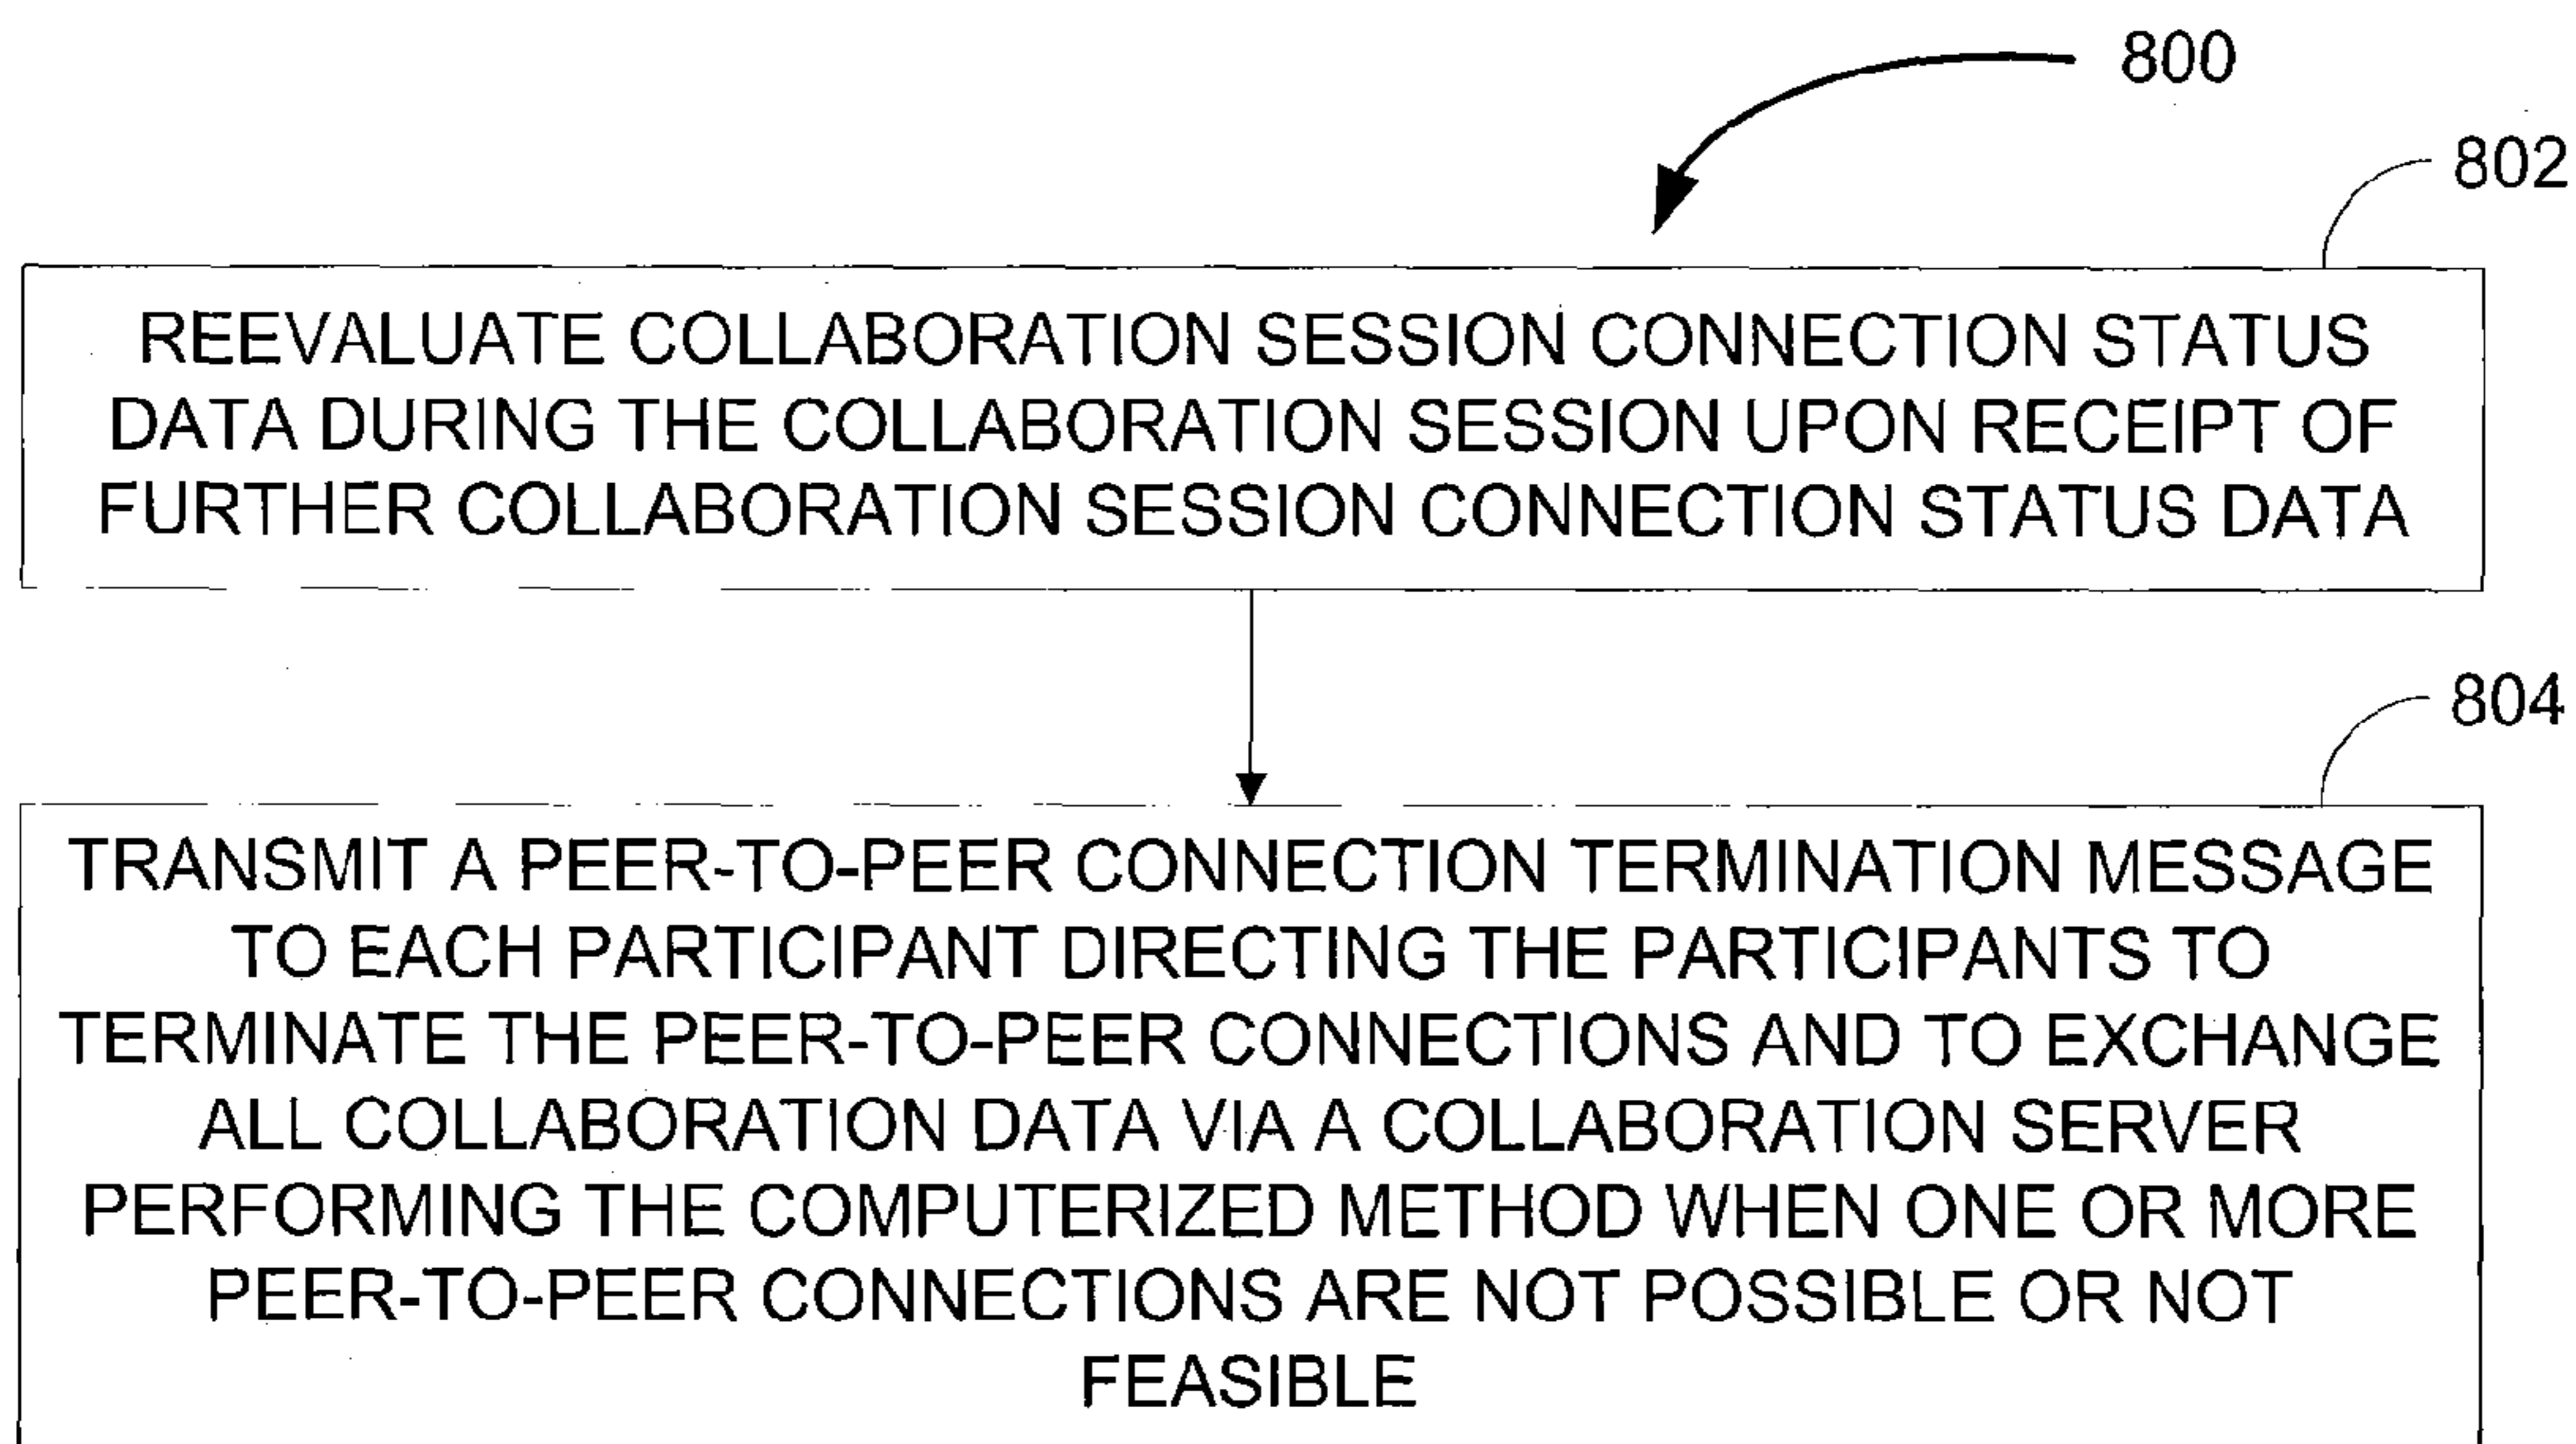 800
802
REEVALUATE COLLABORATION SESSION CONNECTION STATUS
DATA DURING THE COLLABORATION SESSION UPON RECEIPT OF
FURTHER COLLABORATION SESSION CONNECTION STATUS DATA
804
TRANSMIT A PEER-TO-PEER CONNECTION TERMINATION MESSAGE
TO EACH PARTICIPANT DIRECTING THE PARTICIPANTS TO
TERMINATE THE PEER-TO-PEER CONNECTIONS AND TO EXCHANGE
ALL COLLABORATION DATA VIA A COLLABORATION SERVER
PERFORMING THE COMPUTERIZED METHOD WHEN ONE OR MORE
PEER-TO-PEER CONNECTIONS ARE NOT POSSIBLE OR NOT
FEASIBLE